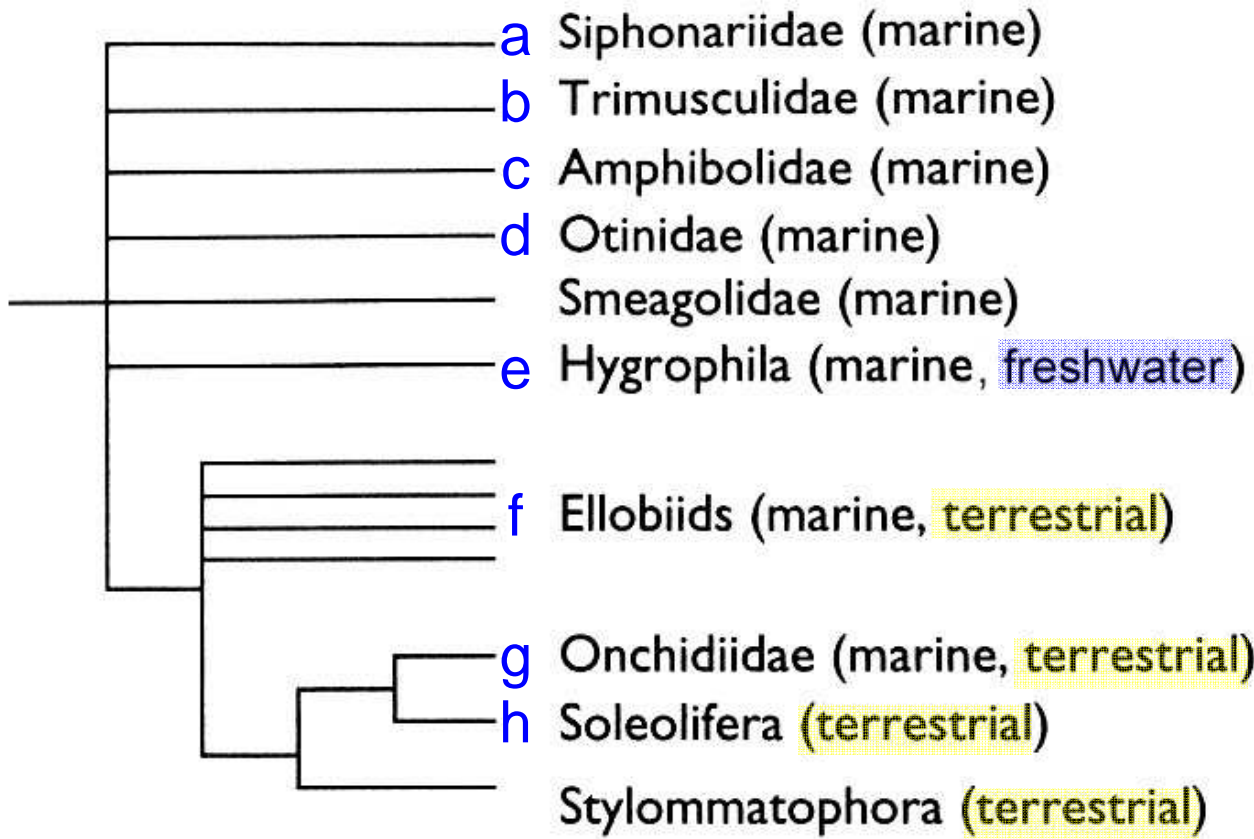 a Siphonariidae (marine)
b Trimusculidae (marine)
c Amphibolidae (marine)
d Otinidae (marine)
Smeagolidae (marine)
e Hygrophila (marine, freshwater)
f Ellobiids (marine, terrestrial)
g Onchidiidae (marine, terrestrial)
h Soleolifera (terrestrial)
Stylommatophora (terrestrial)